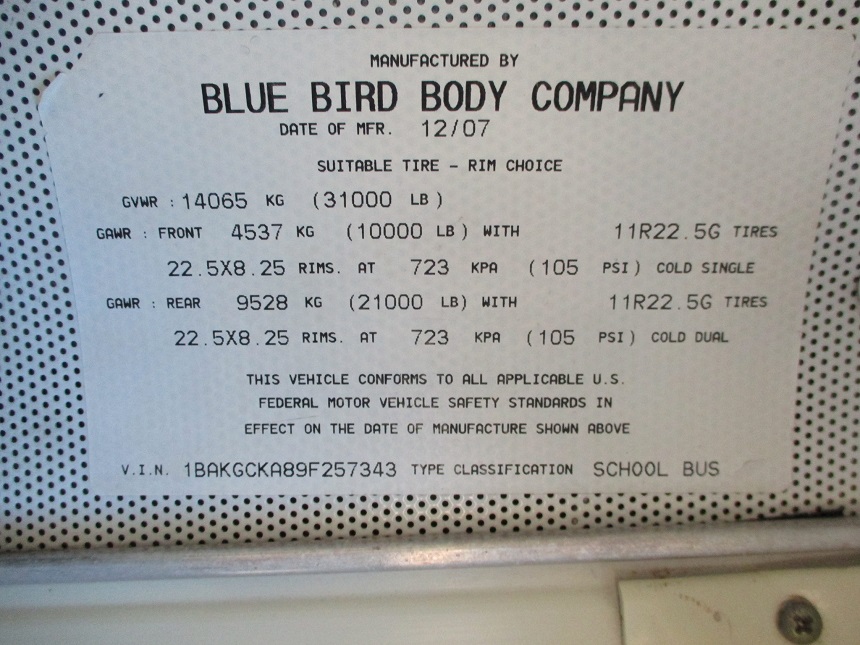 MANUFACTURED BY
BLUE BIRD BODY COMPANY
DATE OF MFR. 12/07
SUITABLE TIRE - RIM CHOICE
GVWR : 14065 KG (31000 LB)
GAWR : FRONT 4537 KG (10000 LB) WITH 11R22.5G TIRES
22.5X8.25 RIMS. AT 723 KPA (105 PSI) COLD SINGLE
GAWR : REAR 9528 KG (21000 LB) WITH 11R22.5G TIRES
22.5X8.25 RIMS. AT 723 KPA (105 PSI) COLD DUAL
THIS VEHICLE CONFORMS TO ALL APPLICABLE U.S.
FEDERAL MOTOR VEHICLE SAFETY STANDARDS IN
EFFECT ON THE DATE OF MANUFACTURE SHOWN ABOVE
V.I.N. 1BAKGCKA89F257343 TYPE CLASSIFICATION SCHOOL BUS